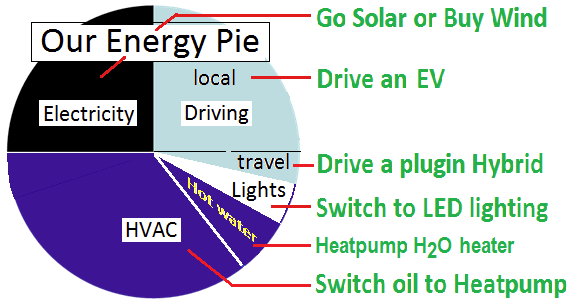 Our Energy Pie
Go Solar or Buy Wind
local
Drive an EV
Electricity
Driving
travel
Drive a plugin Hybrid
Lights
Switch to LED lighting
Hot water
HVAC
Heatpump H2O heater
Switch oil to Heatpump